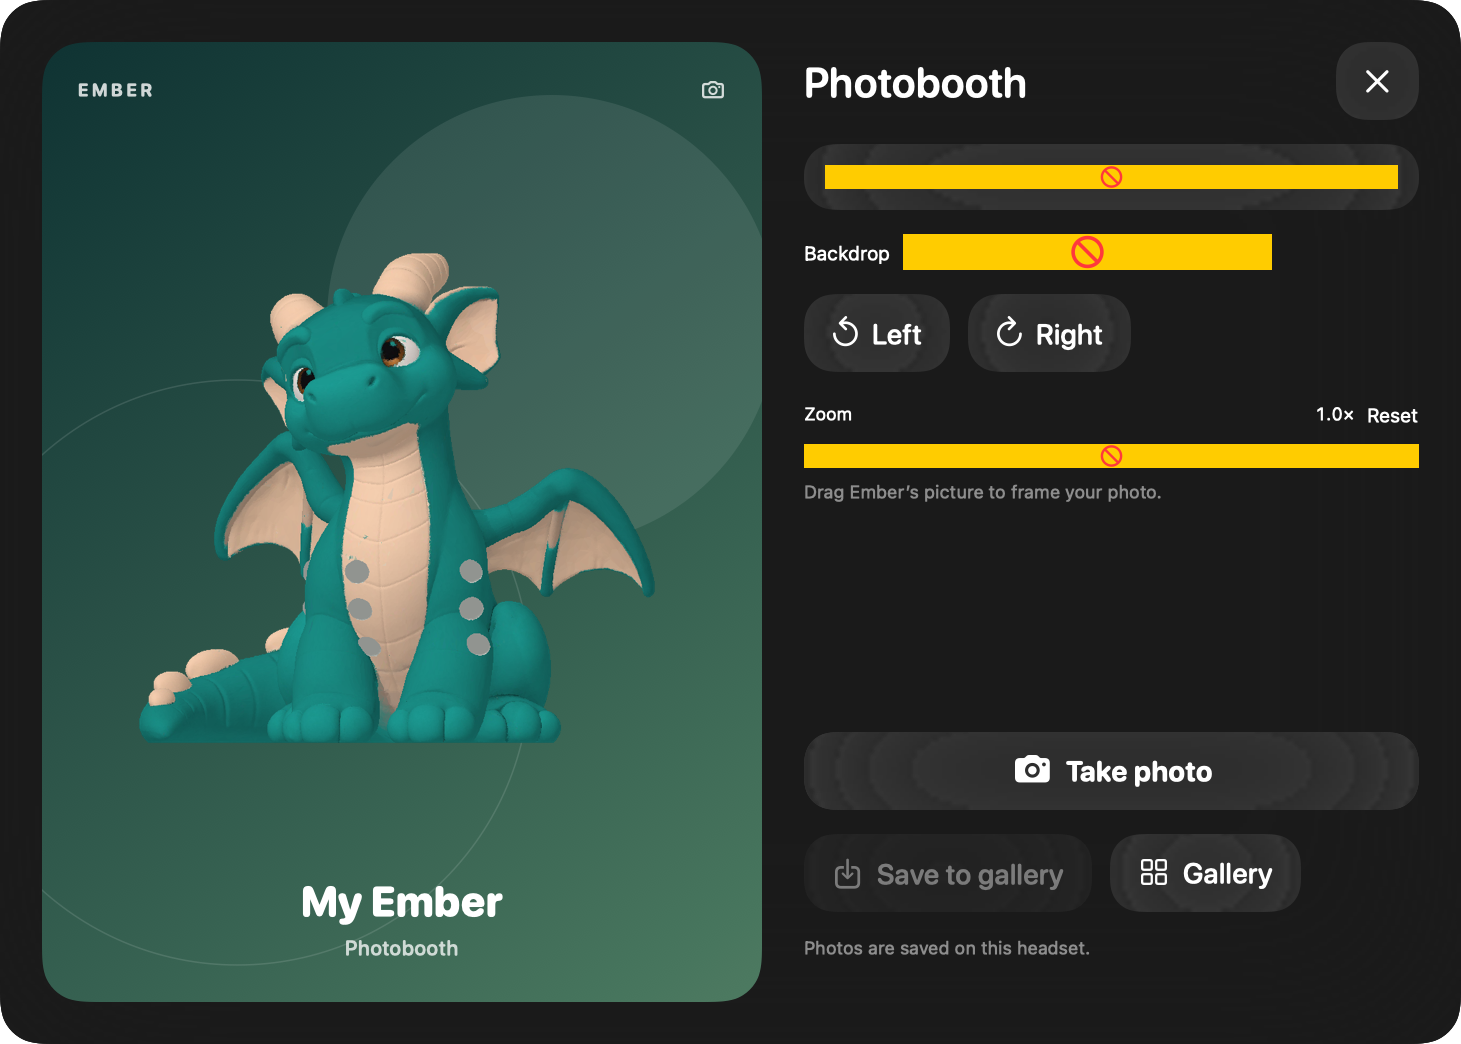 EMBER
My Ember
Photobooth
Photobooth
Backdrop
Left
Right
Zoom
1.0×
Reset
Drag Ember’s picture to frame your photo.
Take photo
Save to gallery
Gallery
Photos are saved on this headset.